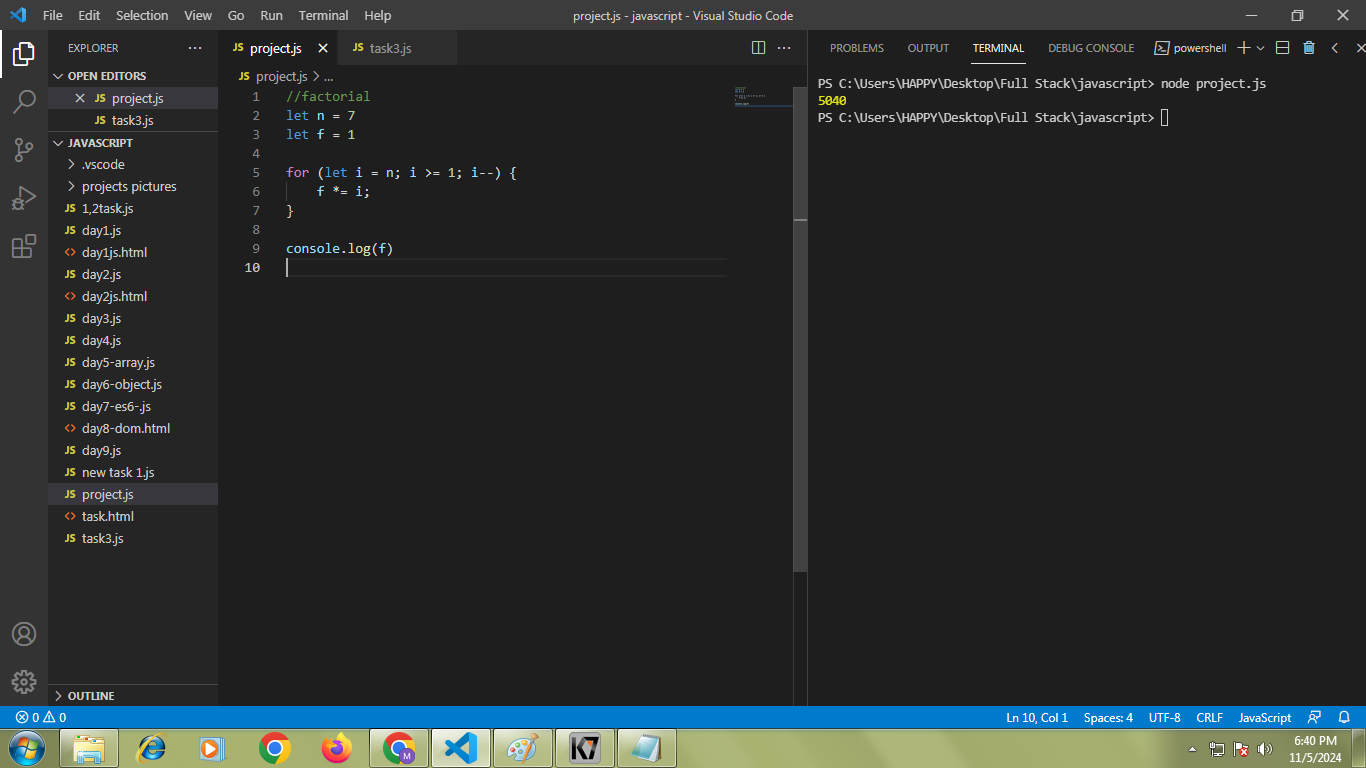 File Edit Selection View Go Run Terminal Help project.js - javascript - Visual Studio Code
EXPLORER
OPEN EDITORS
JS project.js
JS task3.js
JAVASCRIPT
.vscode
projects pictures
JS 1,2task.js
JS day1.js
<> day1js.html
JS day2.js
<> day2js.html
JS day3.js
JS day4.js
JS day5-array.js
JS day6-object.js
JS day7-es6-.js
<> day8-dom.html
JS day9.js
JS new task 1.js
JS project.js
<> task.html
JS task3.js
OUTLINE
JS project.js JS task3.js
JS project.js > ...
1 //factorial
2 let n = 7
3 let f = 1
4
5 for (let i = n; i >= 1; i--) {
6 f *= i;
7 }
8
9 console.log(f)
10
PROBLEMS OUTPUT TERMINAL DEBUG CONSOLE powershell
PS C:\Users\HAPPY\Desktop\Full Stack\javascript> node project.js
5040
PS C:\Users\HAPPY\Desktop\Full Stack\javascript>
0 0 Ln 10, Col 1 Spaces: 4 UTF-8 CRLF JavaScript
M K7
6:40 PM
11/5/2024